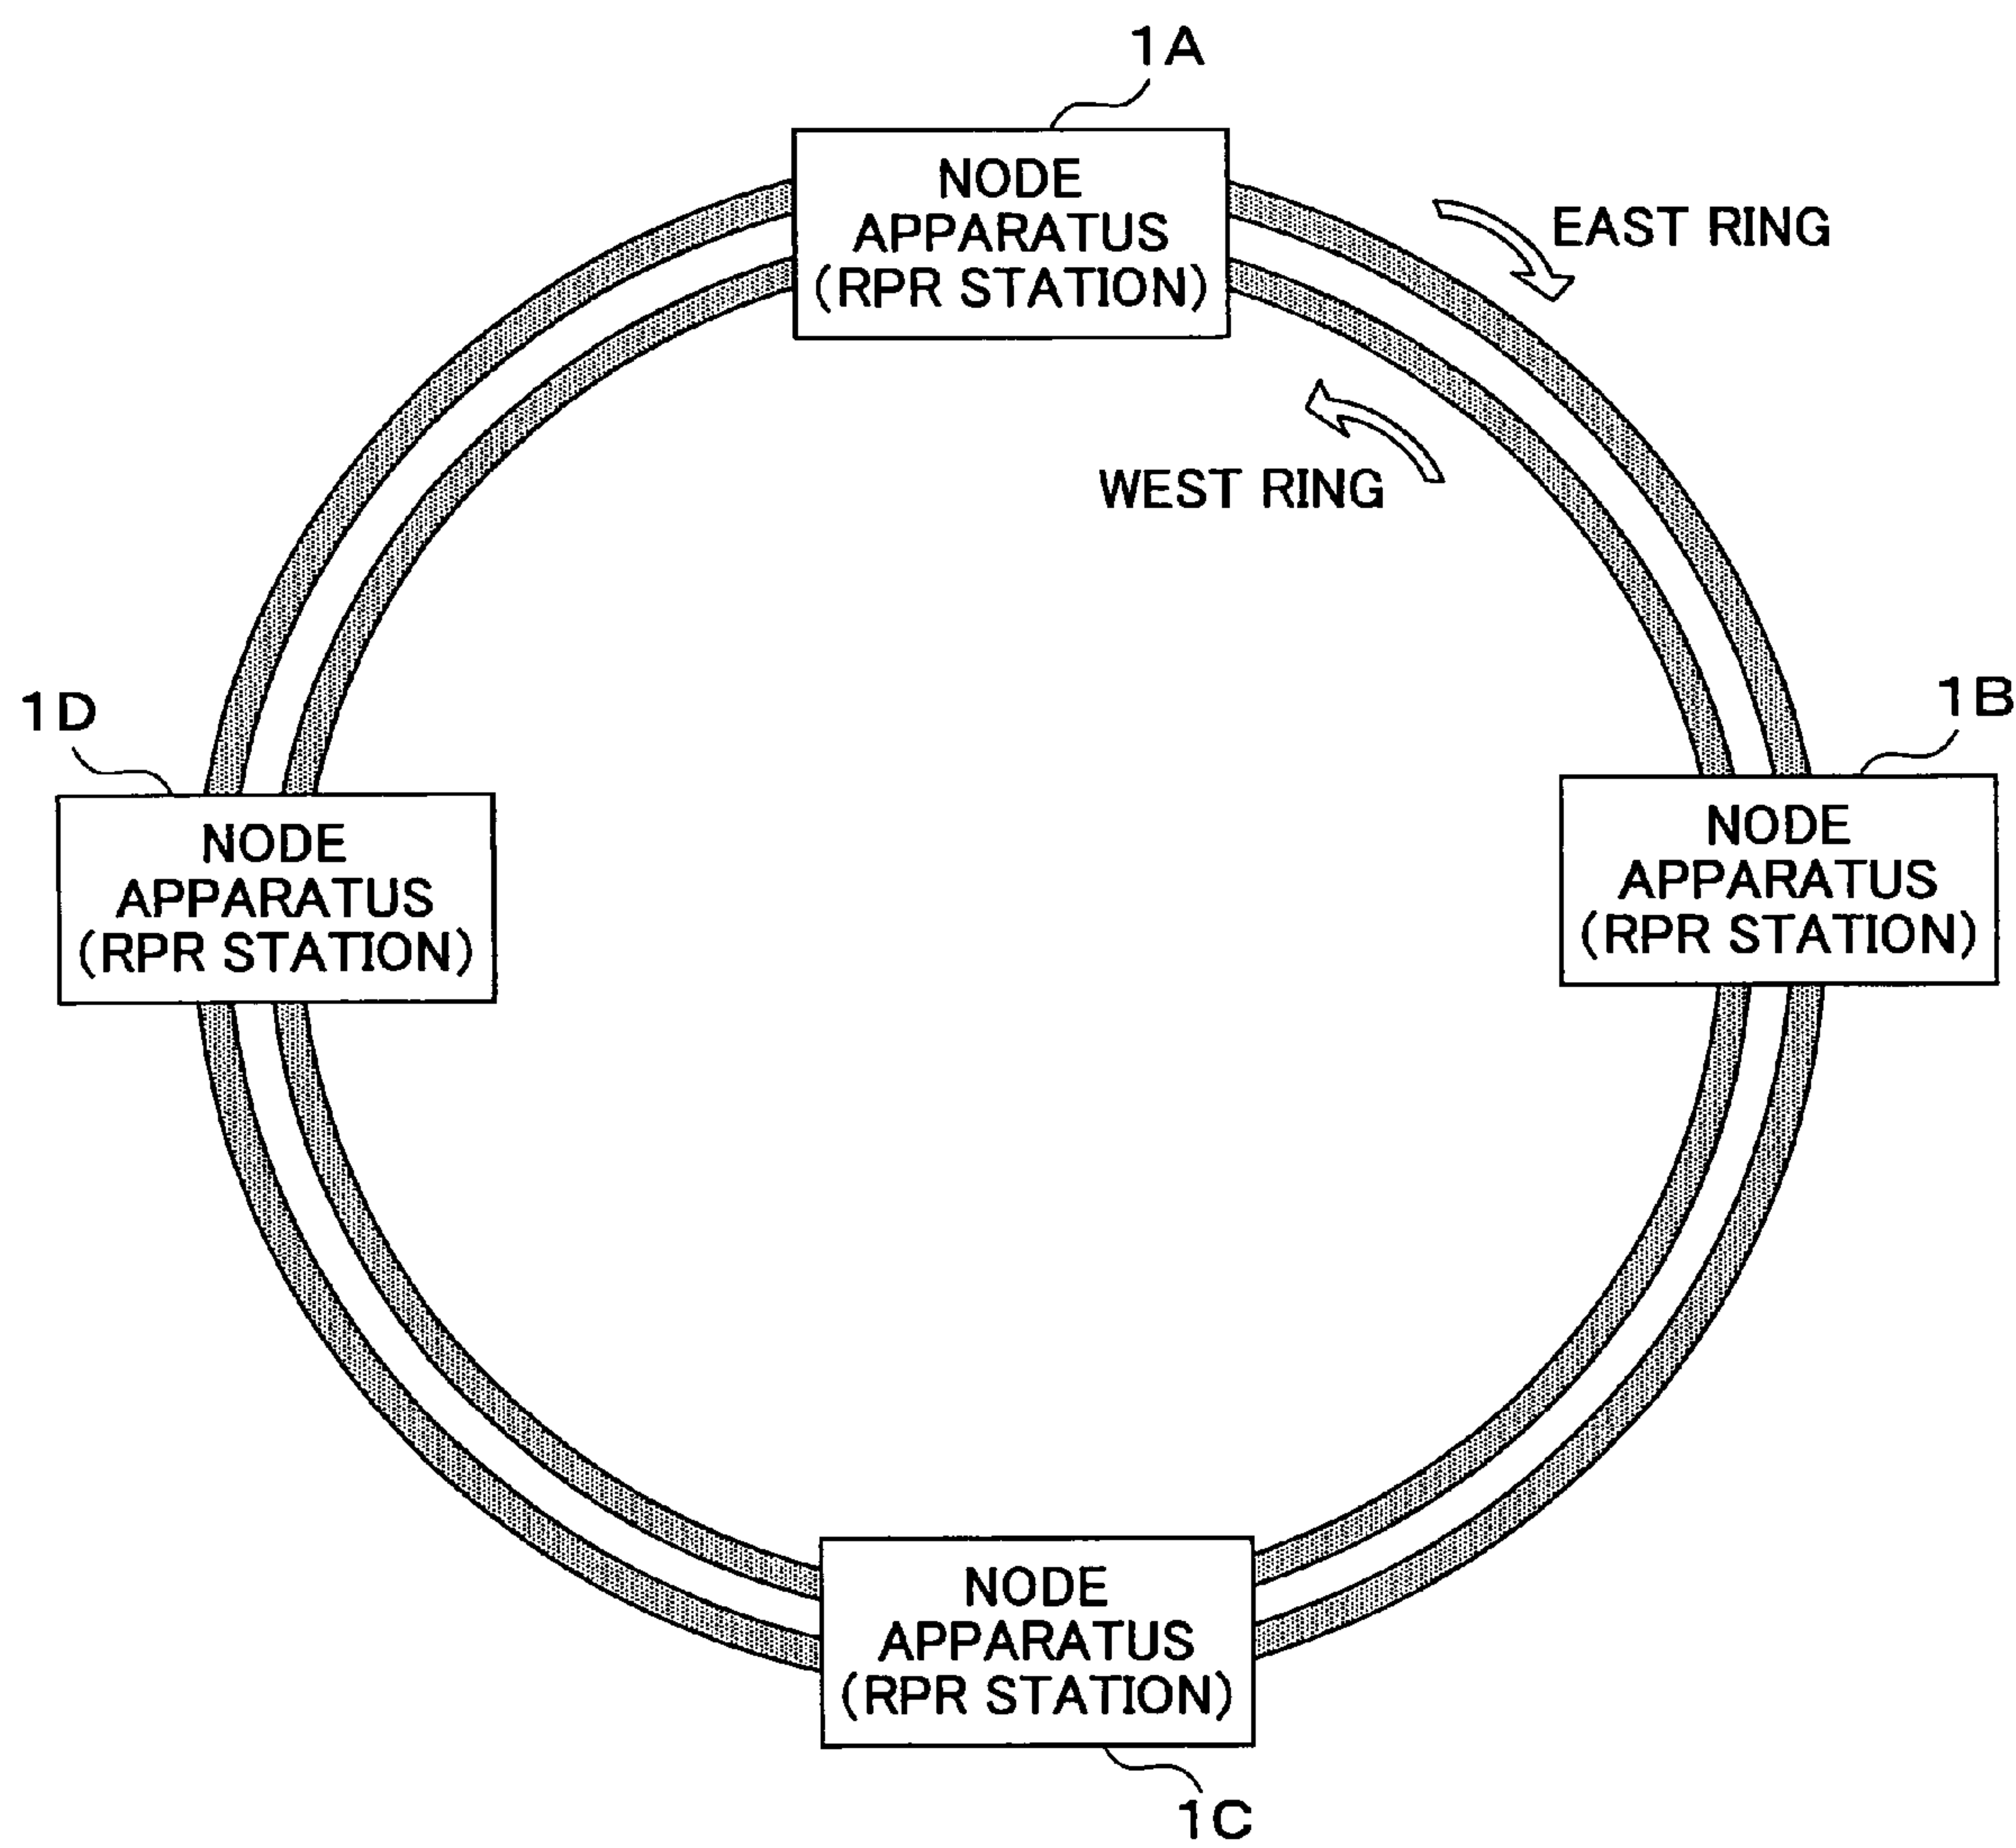 1A
NODE
APPARATUS
(RPR STATION)
EAST RING
WEST RING
1D
NODE
APPARATUS
(RPR STATION)
1B
NODE
APPARATUS
(RPR STATION)
NODE
APPARATUS
(RPR STATION)
1C